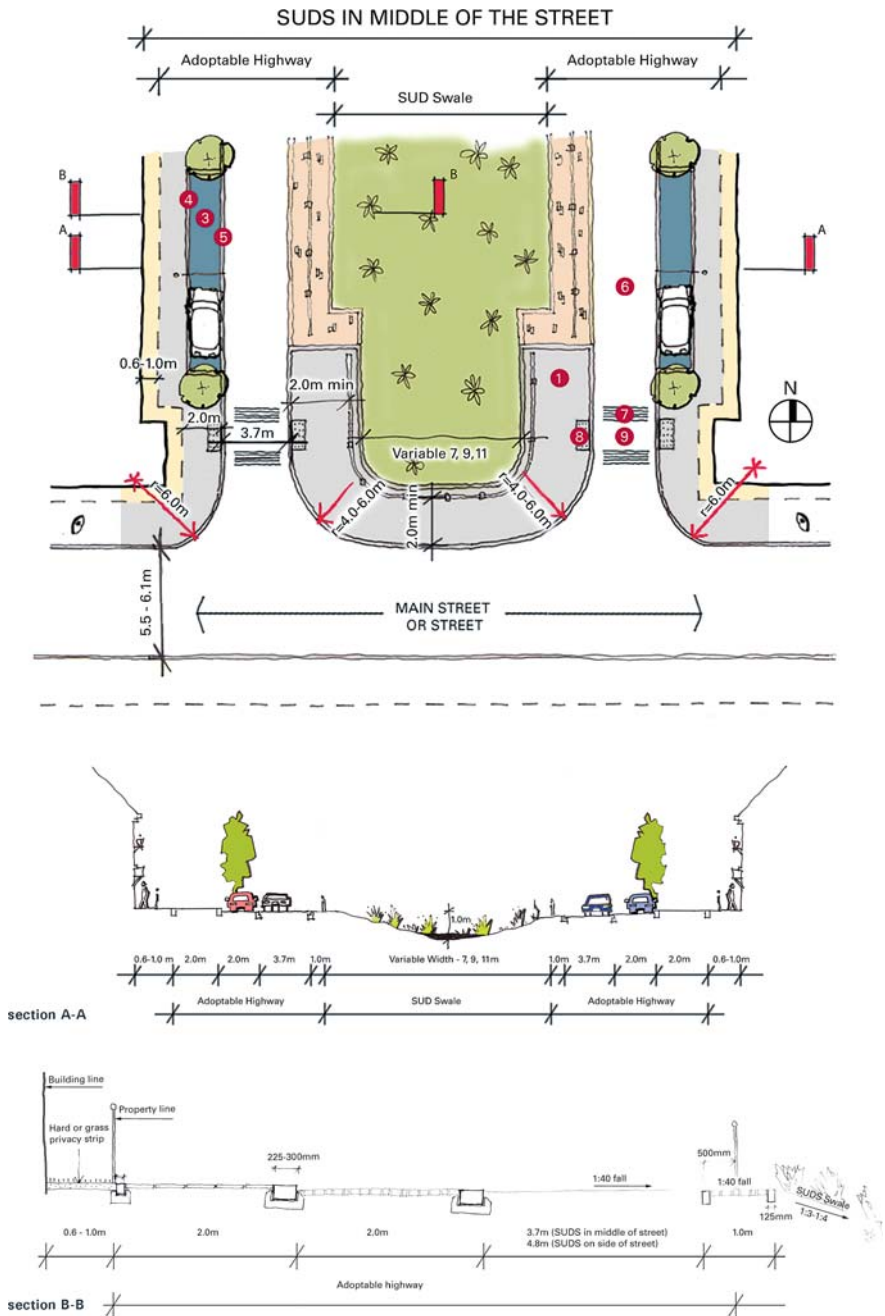 SUDS IN MIDDLE OF THE STREET
Adoptable Highway
Adoptable Highway
SUD Swale
B
B
A
A
4
3
5
6
1
0.6-1.0m
2.0m min
N
7
2.0m
3.7m
8
9
Variable 7, 9, 11
r=6.0m
r=4.0-6.0m
2.0m min
r=4.0-6.0m
r=6.0m
5.5 - 6.1m
MAIN STREET
OR STREET
1.0m
0.6-1.0 m
2.0m
2.0m
3.7m
1.0m
Variable Width - 7, 9, 11m
1.0m
3.7m
2.0m
2.0m
0.6-1.0m
Adoptable Highway
SUD Swale
Adoptable Highway
section A-A
Building line
Property line
Hard or grass
privacy strip
225-300mm
500mm
1:40 fall
1:40 fall
SUDS Swale
1:3-1:4
125mm
0.6 - 1.0m
2.0m
2.0m
3.7m (SUDS in middle of street)
4.8m (SUDS on side of street)
1.0m
Adoptable highway
section B-B